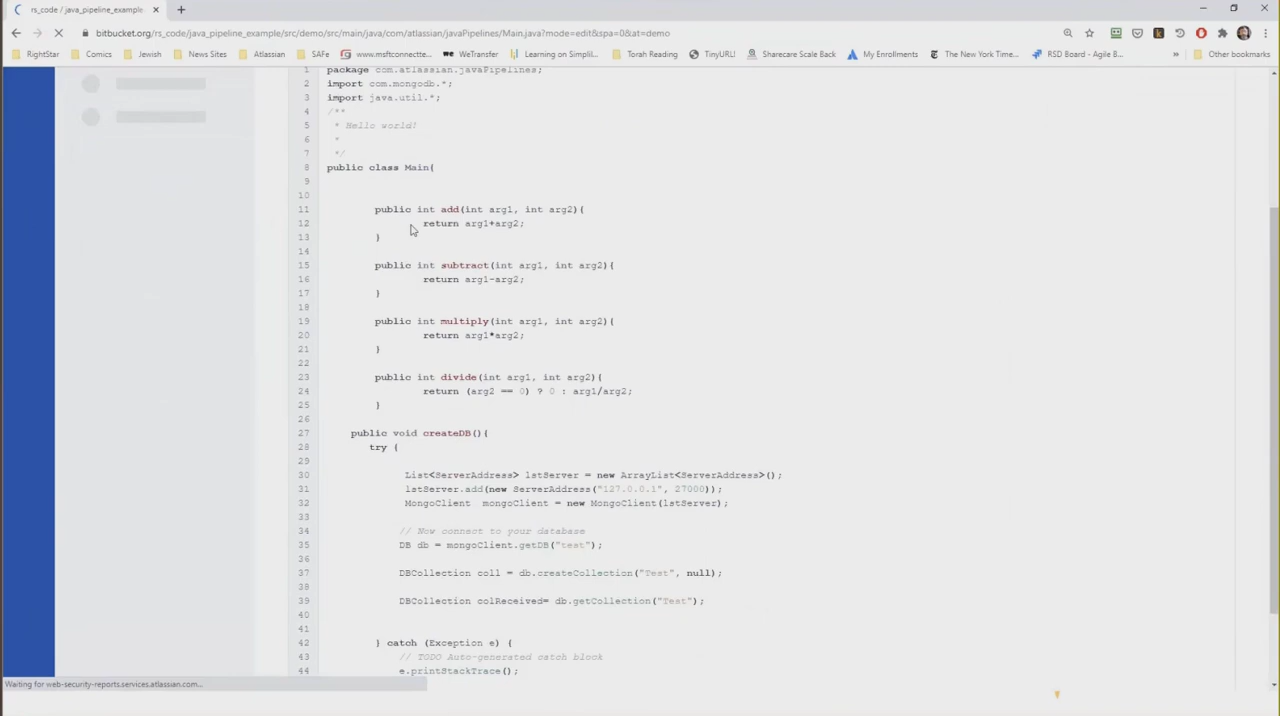 rs_code / java_pipeline_example
bitbucket.org/rs_code/java_pipeline_example/src/demo/src/main/java/com/atlassian/javaPipelines/Main.java?mode=edit&spa=0&at=demo
RightStar Comics Jewish News Sites Atlassian SAFe www.msftconnectte... WeTransfer Learning on Simplil... Torah Reading TinyURL! Sharecare Scale Back My Enrollments The New York Time... RSD Board - Agile B... » Other bookmarks
1 package com.atlassian.javaPipelines;
2 import com.mongodb.*;
3 import java.util.*;
4 /**
5 * Hello world!
6 *
7 */
8 public class Main{
9
10
11 public int add(int arg1, int arg2){
12 return arg1+arg2;
13 }
14
15 public int subtract(int arg1, int arg2){
16 return arg1-arg2;
17 }
18
19 public int multiply(int arg1, int arg2){
20 return arg1*arg2;
21 }
22
23 public int divide(int arg1, int arg2){
24 return (arg2 == 0) ? 0 : arg1/arg2;
25 }
26
27 public void createDB(){
28 try {
29
30 List<ServerAddress> lstServer = new ArrayList<ServerAddress>();
31 lstServer.add(new ServerAddress("127.0.0.1", 27000));
32 MongoClient mongoClient = new MongoClient(lstServer);
33
34 // Now connect to your database
35 DB db = mongoClient.getDB("test");
36
37 DBCollection coll = db.createCollection("Test", null);
38
39 DBCollection colReceived= db.getCollection("Test");
40
41
42 } catch (Exception e) {
43 // TODO Auto-generated catch block
44 e.printStackTrace();
Waiting for web-security-reports.services.atlassian.com...